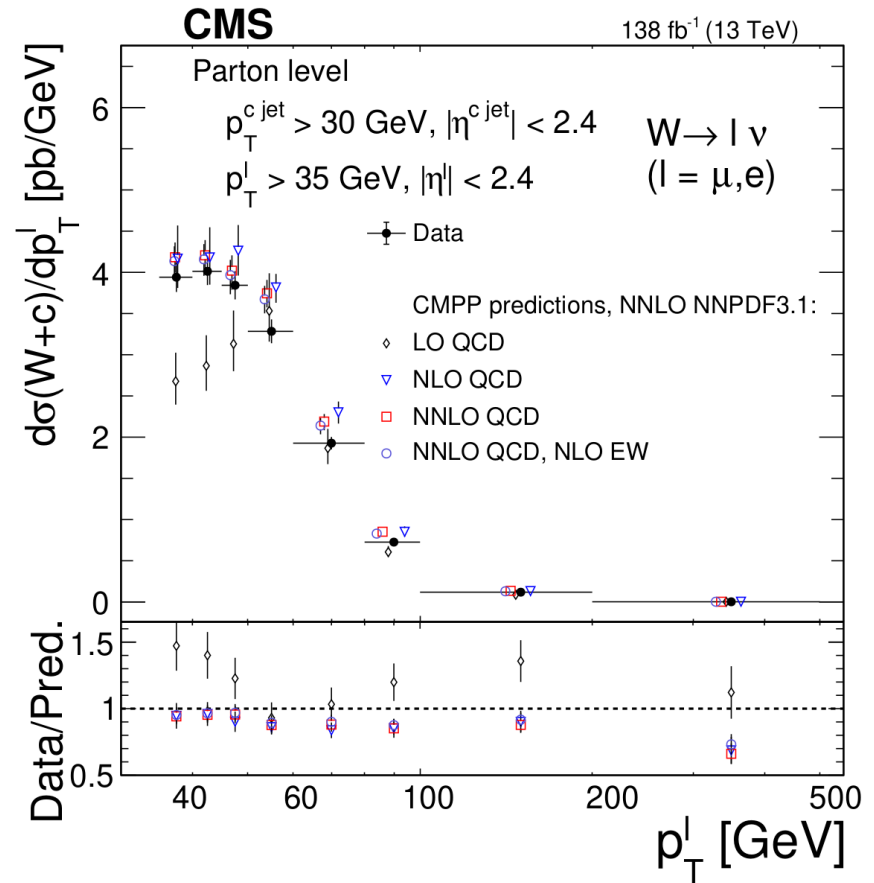 CMS 138 fb⁻¹ (13 TeV)
Parton level
p_T^{c jet} > 30 GeV, |η^{c jet}| < 2.4
p_T^l > 35 GeV, |η^l| < 2.4
W→ l ν
(l = μ,e)
Data
CMPP predictions, NNLO NNPDF3.1:
LO QCD
NLO QCD
NNLO QCD
NNLO QCD, NLO EW
dσ(W+c)/dp_T^l [pb/GeV]
6
4
2
0
Data/Pred.
1.5
1
0.5
40 60 100 200 500
p_T^l [GeV]